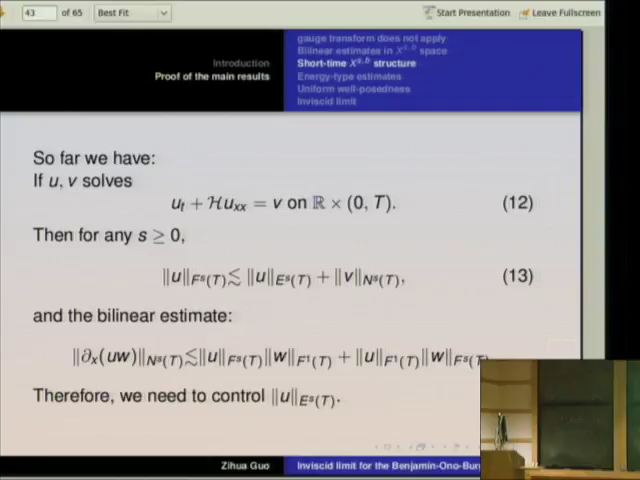 43 of 65 Best Fit Start Presentation Leave Fullscreen
gauge transform does not apply
Introduction Bilinear estimates in X^{s,b} space
Proof of the main results Short-time X^{s,b} structure
Energy-type estimates
Uniform well-posedness
Inviscid limit
So far we have:
If u, v solves
u_t + ℋu_{xx} = v on ℝ × (0, T). (12)
Then for any s ≥ 0,
‖u‖_{F^s(T)} ≲ ‖u‖_{E^s(T)} + ‖v‖_{N^s(T)}, (13)
and the bilinear estimate:
‖∂_x(uw)‖_{N^s(T)} ≲ ‖u‖_{F^s(T)}‖w‖_{F^1(T)} + ‖u‖_{F^1(T)}‖w‖_{F^s(T)}
Therefore, we need to control ‖u‖_{E^s(T)}.
Zihua Guo Inviscid limit for the Benjamin-Ono-Bur